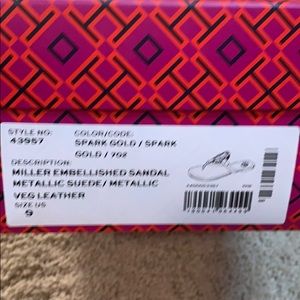 STYLE NO:
43957
COLOR/CODE:
SPARK GOLD / SPARK
GOLD / 702
DESCRIPTION:
MILLER EMBELLISHED SANDAL
METALLIC SUEDE/ METALLIC
VEG LEATHER
SIZE US
9